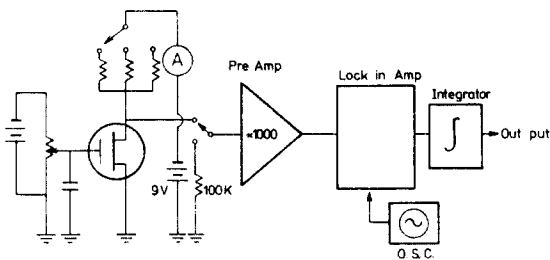 A
Pre Amp
Lock in Amp
Integrator
×1000
∫
Out put
9V
100K
O.S.C.